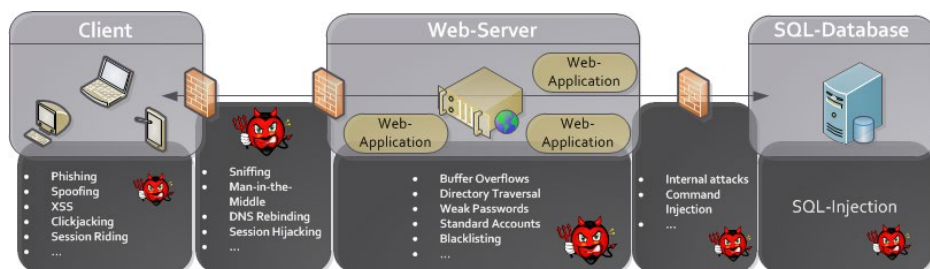 Client
Web-Server
SQL-Database
Web-
Application
Web-
Application
Web-
Application
• Phishing
• Spoofing
• XSS
• Clickjacking
• Session Riding
• ...
• Sniffing
• Man-in-the-
Middle
• DNS Rebinding
• Session Hijacking
• ...
• Buffer Overflows
• Directory Traversal
• Weak Passwords
• Standard Accounts
• Blacklisting
• ...
• Internal attacks
• Command
Injection
• ...
SQL-Injection